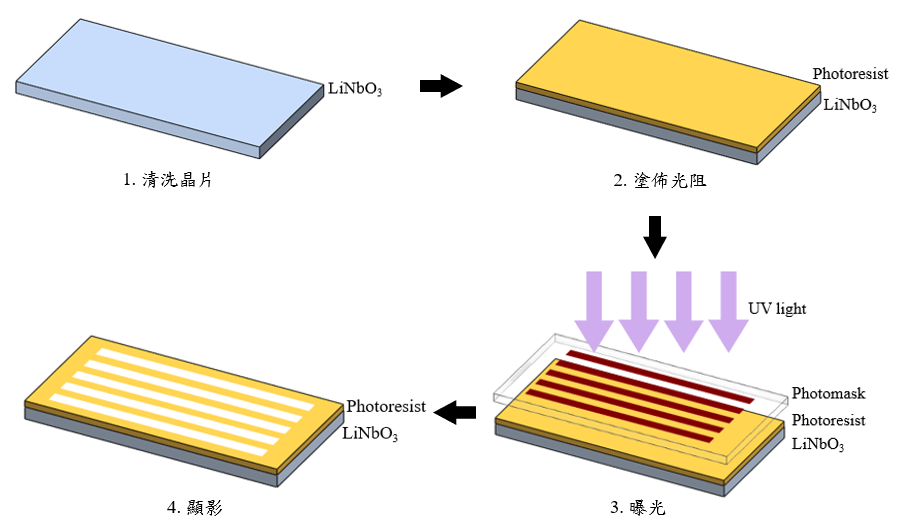 LiNbO₃
1. 清洗晶片
Photoresist
LiNbO₃
2. 塗佈光阻
UV light
Photomask
Photoresist
LiNbO₃
3. 曝光
Photoresist
LiNbO₃
4. 顯影